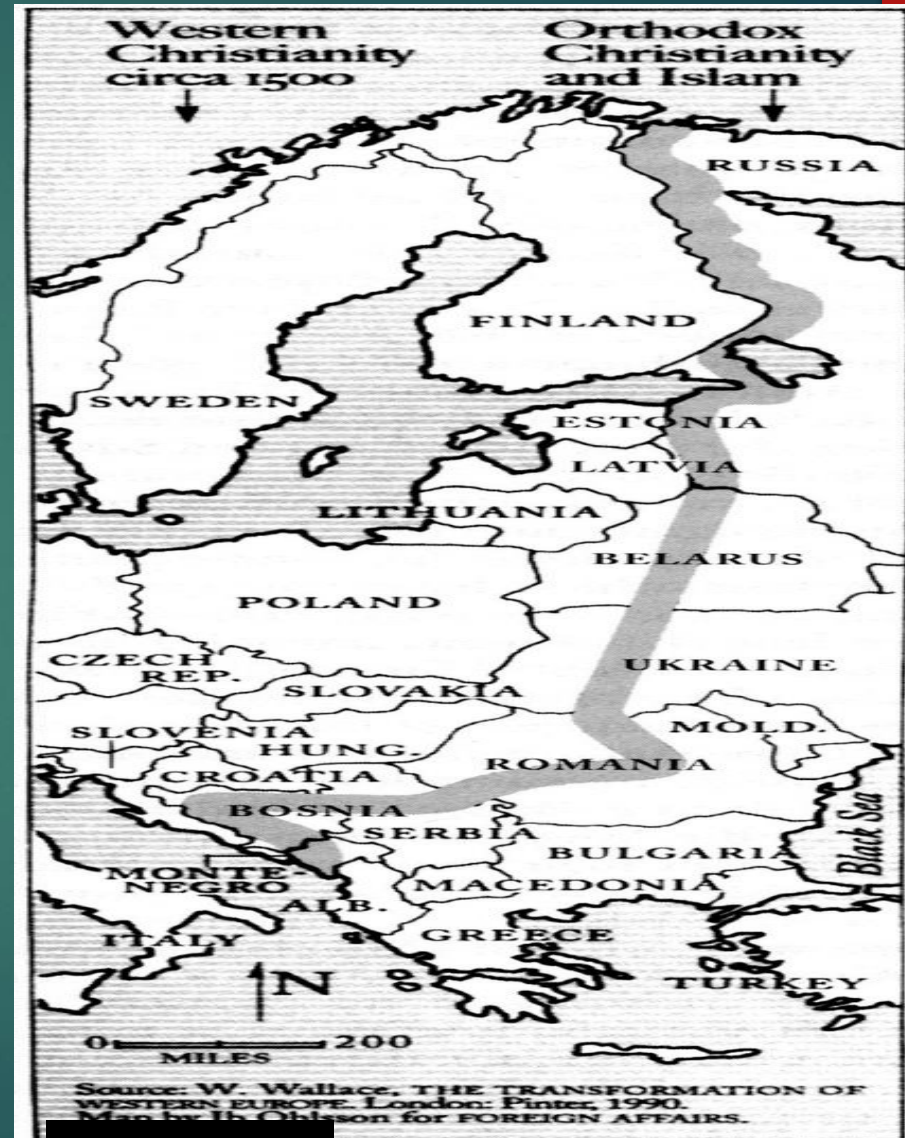 Western
Christianity
circa 1500
Orthodox
Christianity
and Islam
RUSSIA
FINLAND
SWEDEN
ESTONIA
LATVIA
LITHUANIA
BELARUS
POLAND
UKRAINE
CZECH
REP.
SLOVAKIA
MOLD.
SLOVENIA
HUNG.
ROMANIA
CROATIA
BOSNIA
SERBIA
Black Sea
BULGARIA
MONTE-
NEGRO
MACEDONIA
ALB.
ITALY
GREECE
TURKEY
N
0 200
MILES
Source: W. Wallace, THE TRANSFORMATION OF
WESTERN EUROPE. London: Pinter, 1990.
Map by Ib Ohlsson for FOREIGN AFFAIRS.